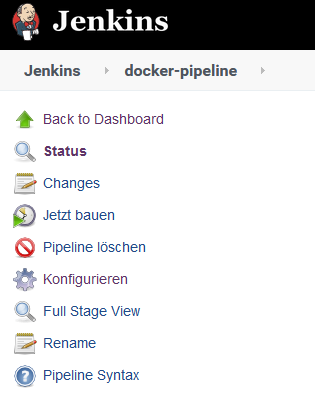 Jenkins
Jenkins docker-pipeline
Back to Dashboard
Status
Changes
Jetzt bauen
Pipeline löschen
Konfigurieren
Full Stage View
Rename
Pipeline Syntax